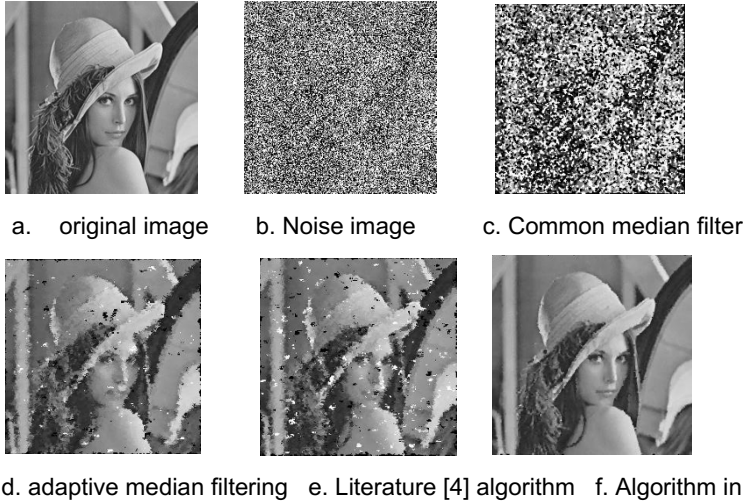 a. original image b. Noise image c. Common median filter
d. adaptive median filtering e. Literature [4] algorithm f. Algorithm in